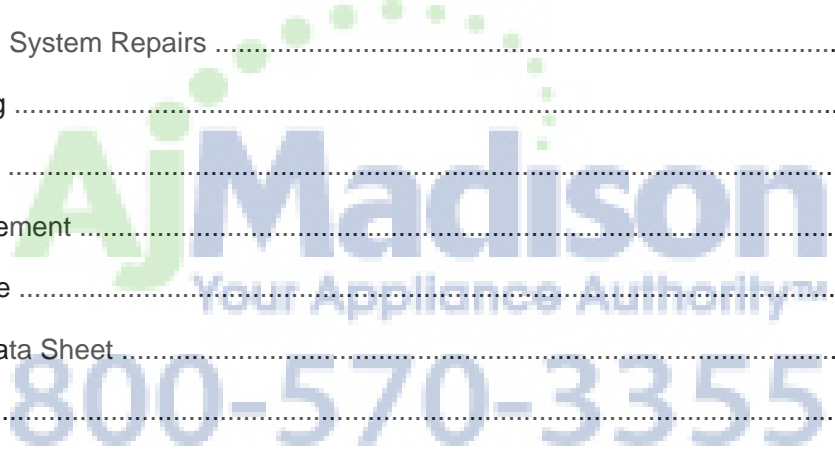 System Repairs ........................................................................
g ........................................................................
........................................................................
ement ........................................................................
AjMadison
e ........................................................................
Your Appliance Authority™
ata Sheet ........................................................................
800-570-3355
........................................................................